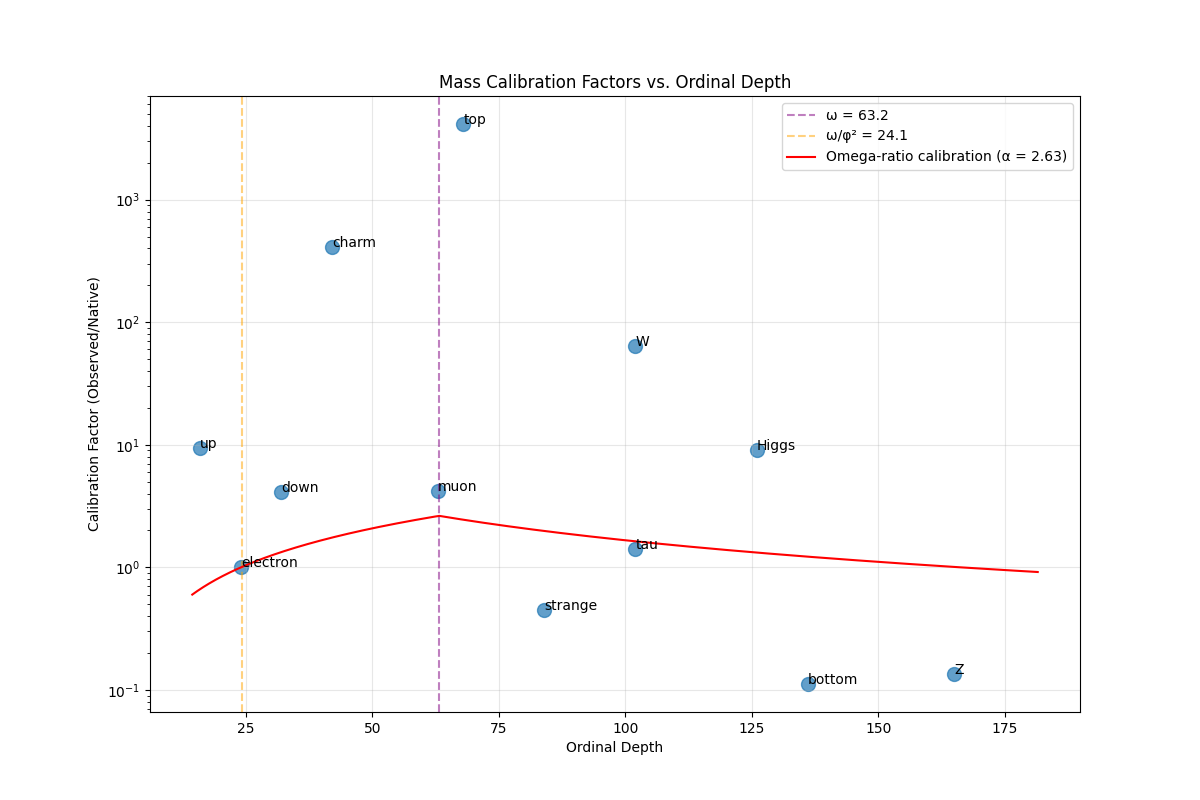 Mass Calibration Factors vs. Ordinal Depth
ω = 63.2
ω/φ² = 24.1
Omega-ratio calibration (α = 2.63)
top
charm
W
up
Higgs
down
muon
electron
tau
strange
bottom
Z
Calibration Factor (Observed/Native)
10³
10²
10¹
10⁰
10⁻¹
25 50 75 100 125 150 175
Ordinal Depth